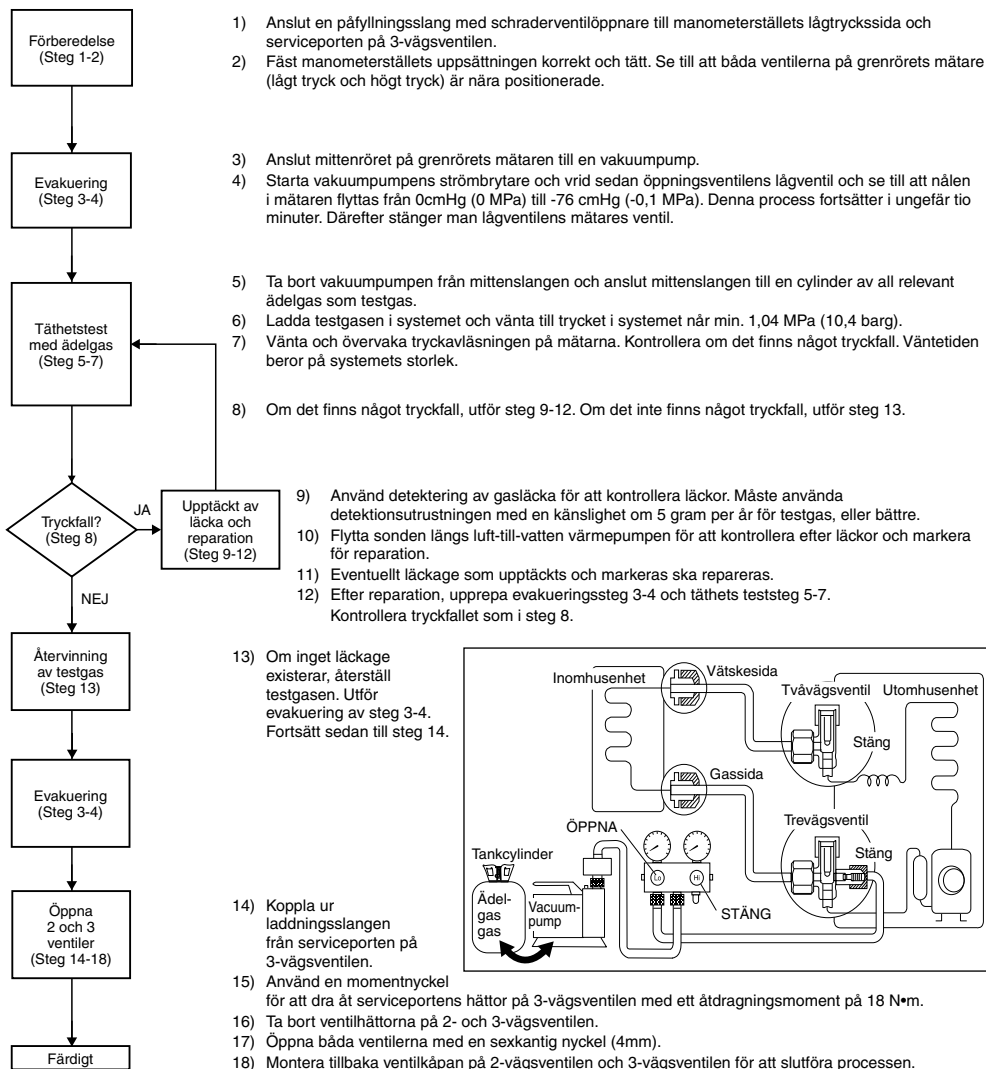 Förberedelse
(Steg 1-2)
1) Anslut en påfyllningsslang med schraderventilöppnare till manometerställets lågtryckssida och
serviceporten på 3-vägsventilen.
2) Fäst manometerställets uppsättningen korrekt och tätt. Se till att båda ventilerna på grenrörets mätare
(lågt tryck och högt tryck) är nära positionerade.
Evakuering
(Steg 3-4)
3) Anslut mittenröret på grenrörets mätaren till en vakuumpump.
4) Starta vakuumpumpens strömbrytare och vrid sedan öppningsventilens lågventil och se till att nålen
i mätaren flyttas från 0cmHg (0 MPa) till -76 cmHg (-0,1 MPa). Denna process fortsätter i ungefär tio
minuter. Därefter stänger man lågventilens mätares ventil.
Täthetstest
med ädelgas
(Steg 5-7)
5) Ta bort vakuumpumpen från mittenslangen och anslut mittenslangen till en cylinder av all relevant
ädelgas som testgas.
6) Ladda testgasen i systemet och vänta till trycket i systemet når min. 1,04 MPa (10,4 barg).
7) Vänta och övervaka tryckavläsningen på mätarna. Kontrollera om det finns något tryckfall. Väntetiden
beror på systemets storlek.
8) Om det finns något tryckfall, utför steg 9-12. Om det inte finns något tryckfall, utför steg 13.
Tryckfall?
(Steg 8)
JA
NEJ
Upptäckt av
läcka och
reparation
(Steg 9-12)
9) Använd detektering av gasläcka för att kontrollera läckor. Måste använda
detektionsutrustningen med en känslighet om 5 gram per år för testgas, eller bättre.
10) Flytta sonden längs luft-till-vatten värmepumpen för att kontrollera efter läckor och markera
för reparation.
11) Eventuellt läckage som upptäckts och markeras ska repareras.
12) Efter reparation, upprepa evakueringssteg 3-4 och täthets teststeg 5-7.
Kontrollera tryckfallet som i steg 8.
Återvinning
av testgas
(Steg 13)
13) Om inget läckage
existerar, återställ
testgasen. Utför
evakuering av steg 3-4.
Fortsätt sedan till steg 14.
Evakuering
(Steg 3-4)
Inomhusenhet
Vätskesida
Tvåvägsventil
Utomhusenhet
Stäng
Gassida
Trevägsventil
Stäng
ÖPPNA
Tankcylinder
Lo
Hi
Ädel-
gas
gas
Vacuum-
pump
STÄNG
Öppna
2 och 3
ventiler
(Steg 14-18)
14) Koppla ur
laddningsslangen
från serviceporten på
3-vägsventilen.
15) Använd en momentnyckel
för att dra åt serviceportens hättor på 3-vägsventilen med ett åtdragningsmoment på 18 N•m.
16) Ta bort ventilhättorna på 2- och 3-vägsventilen.
17) Öppna båda ventilerna med en sexkantig nyckel (4mm).
18) Montera tillbaka ventilkåpan på 2-vägsventilen och 3-vägsventilen för att slutföra processen.
Färdigt